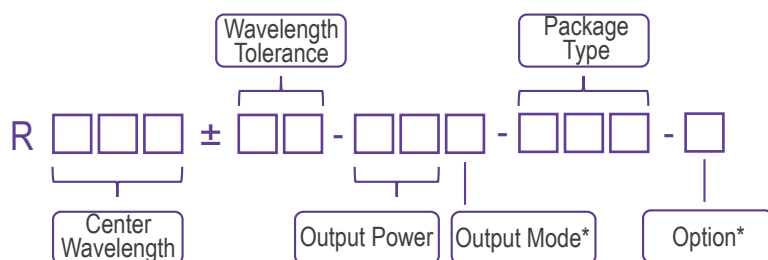 Wavelength
Tolerance
Package
Type
R ± - - -
Center
Wavelength
Output Power
Output Mode*
Option*